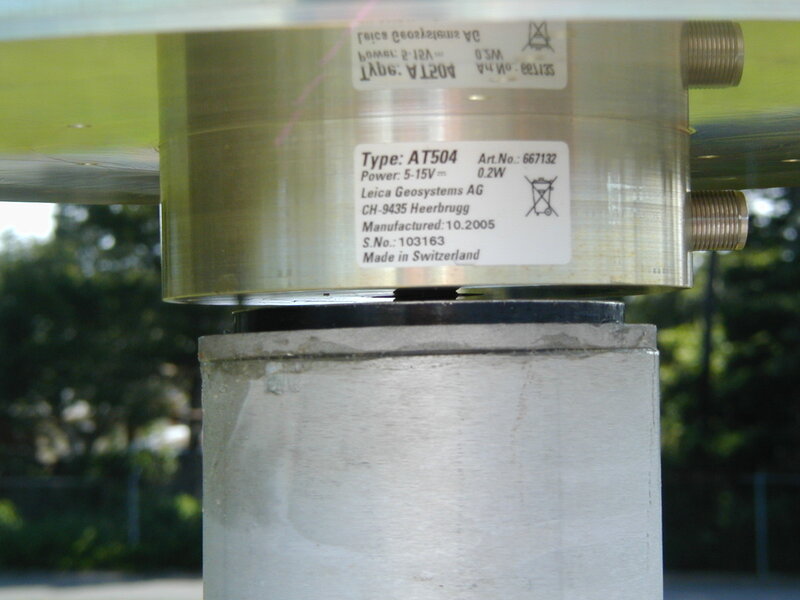 Type: AT504 Art.No.: 667132
Power: 5-15V⎓ 0.2W
Leica Geosystems AG
CH-9435 Heerbrugg
Manufactured: 10.2005
S.No.: 103163
Made in Switzerland